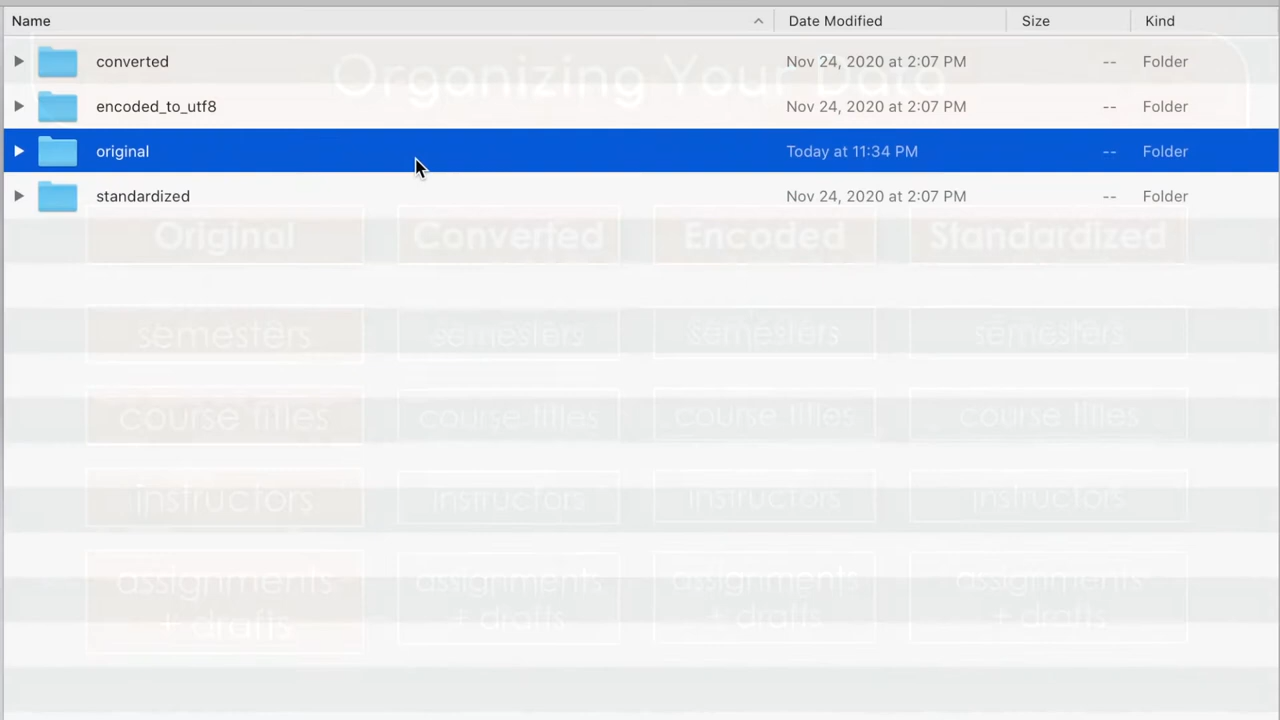 Name Date Modified Size Kind
converted Nov 24, 2020 at 2:07 PM -- Folder
Organizing Your Data
encoded_to_utf8 Nov 24, 2020 at 2:07 PM -- Folder
original Today at 11:34 PM -- Folder
standardized Nov 24, 2020 at 2:07 PM -- Folder
Original Converted Encoded Standardized
semesters semesters semesters semesters
course titles course titles course titles course titles
instructors instructors instructors instructors
assignments assignments assignments assignments
+ drafts + drafts + drafts + drafts